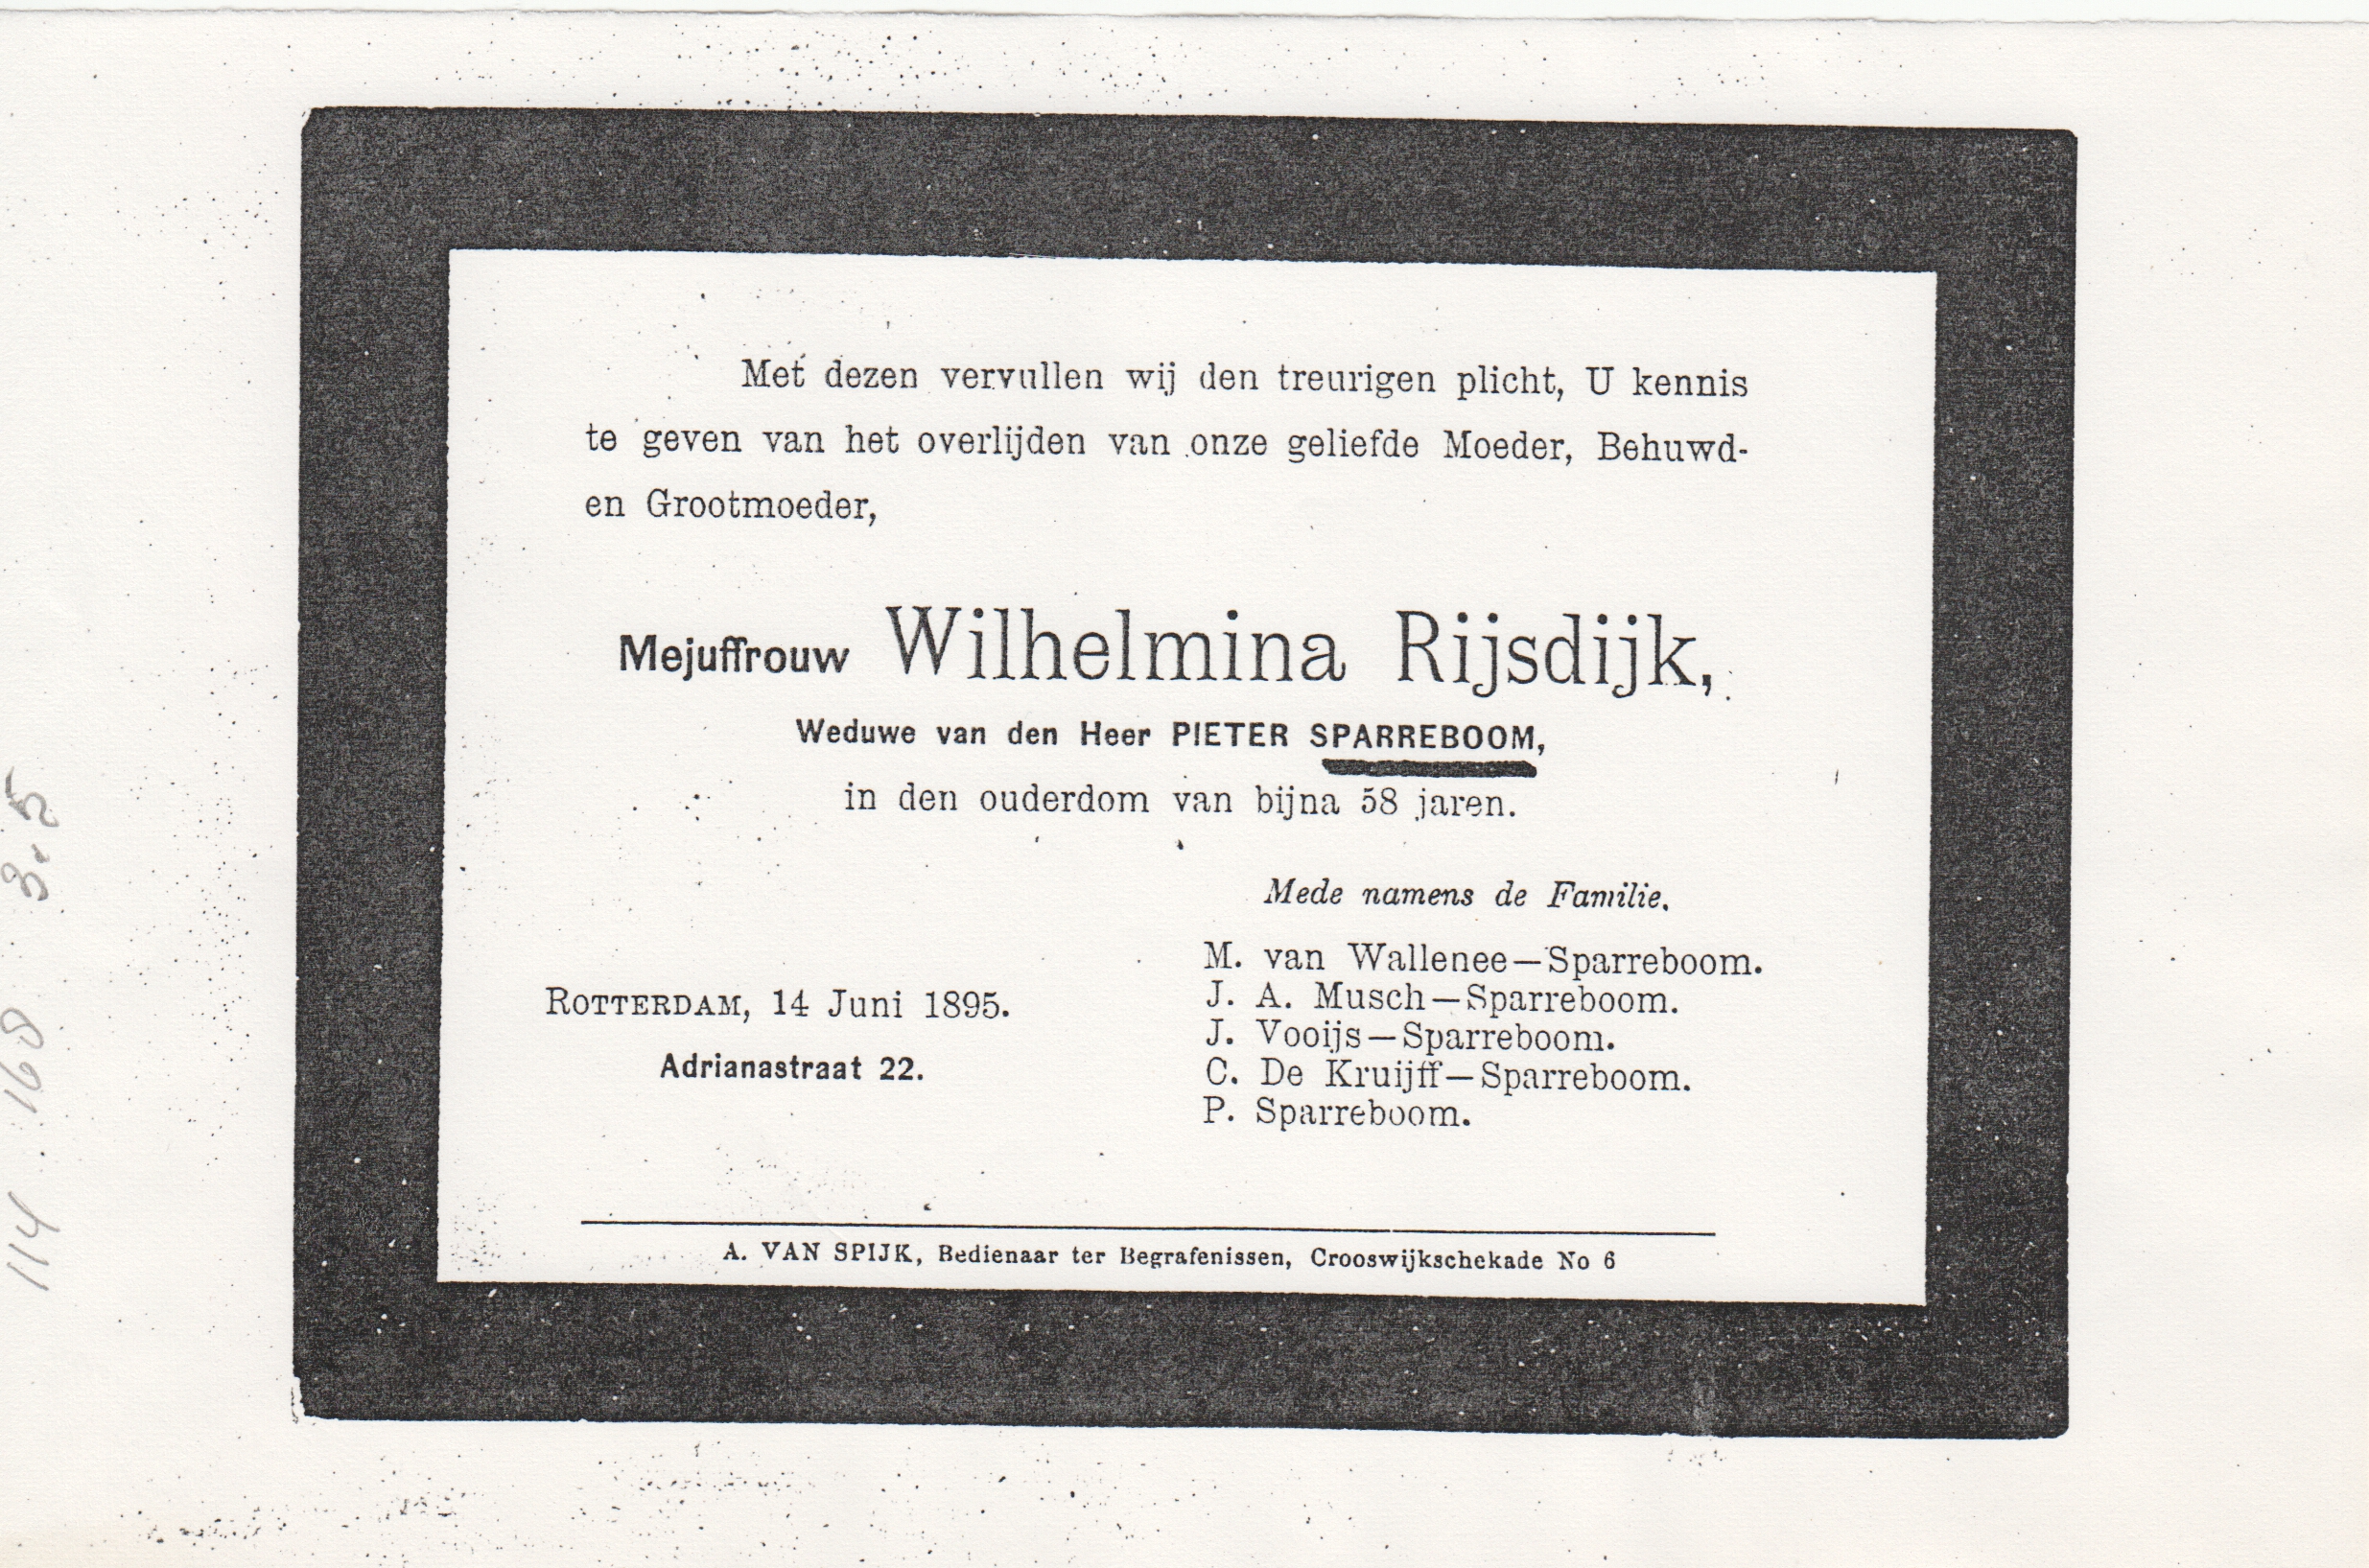 Met dezen vervullen wij den treurigen plicht, U kennis
te geven van het overlijden van onze geliefde Moeder, Behuwd-
en Grootmoeder,
Mejuffrouw Wilhelmina Rijsdijk,
Weduwe van den Heer PIETER SPARREBOOM,
in den ouderdom van bijna 58 jaren.
Mede namens de Familie.
M. van Wallenee—Sparreboom.
J. A. Musch—Sparreboom.
J. Vooijs—Sparreboom.
C. De Kruijff—Sparreboom.
P. Sparreboom.
ROTTERDAM, 14 Juni 1895.
Adrianastraat 22.
A. VAN SPIJK, Bedienaar ter Begrafenissen, Crooswijkschekade No 6
114 160 3.5